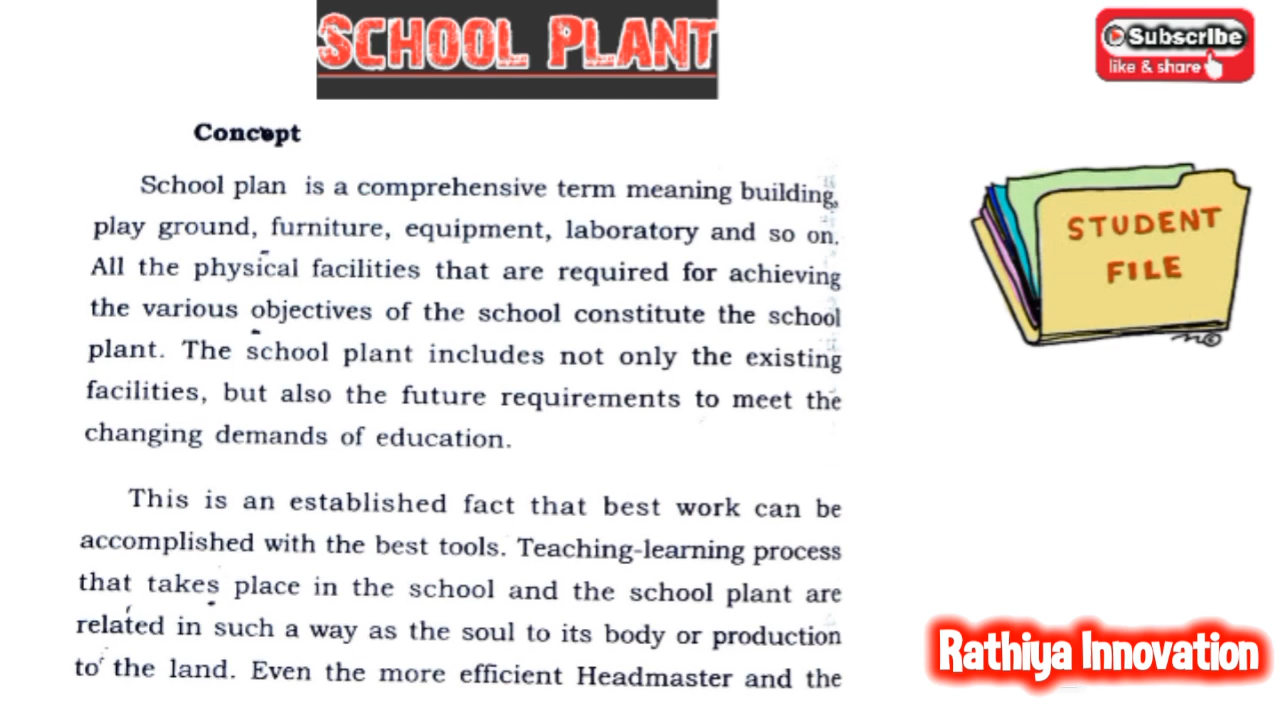 SCHOOL PLANT
Subscribe
like & share
Concept
School plan is a comprehensive term meaning building,
play ground, furniture, equipment, laboratory and so on.
All the physical facilities that are required for achieving
the various objectives of the school constitute the school
plant. The school plant includes not only the existing
facilities, but also the future requirements to meet the
changing demands of education.
STUDENT
FILE
This is an established fact that best work can be
accomplished with the best tools. Teaching-learning process
that takes place in the school and the school plant are
related in such a way as the soul to its body or production
to the land. Even the more efficient Headmaster and the
Rathiya Innovation